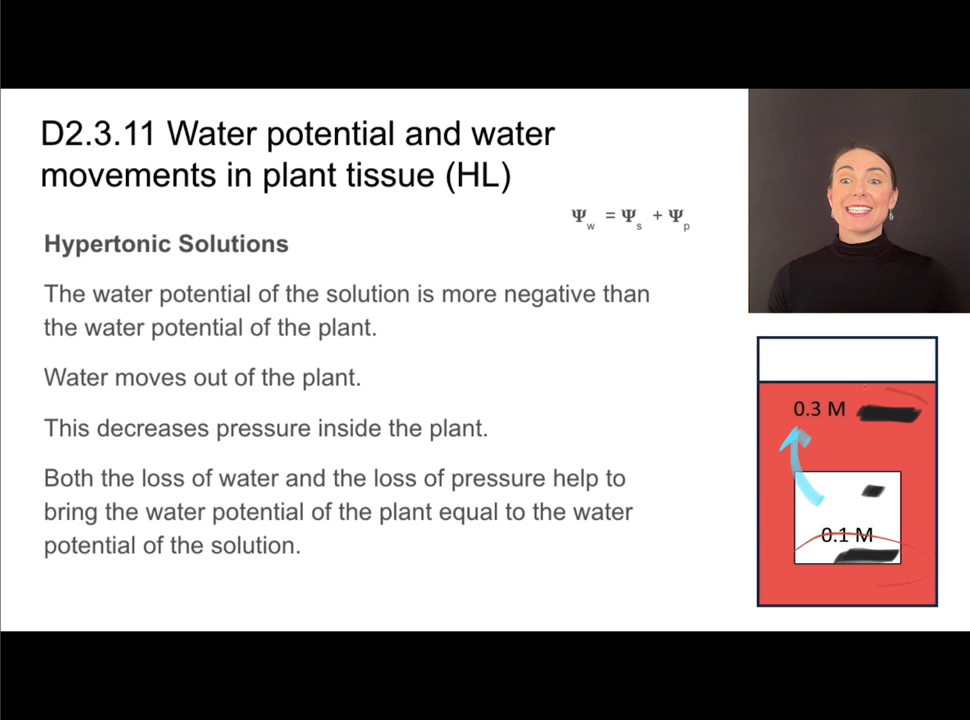 D2.3.11 Water potential and water
movements in plant tissue (HL)
Ψw = Ψs + Ψp
Hypertonic Solutions
The water potential of the solution is more negative than
the water potential of the plant.
Water moves out of the plant.
This decreases pressure inside the plant.
Both the loss of water and the loss of pressure help to
bring the water potential of the plant equal to the water
potential of the solution.
0.3 M
0.1 M